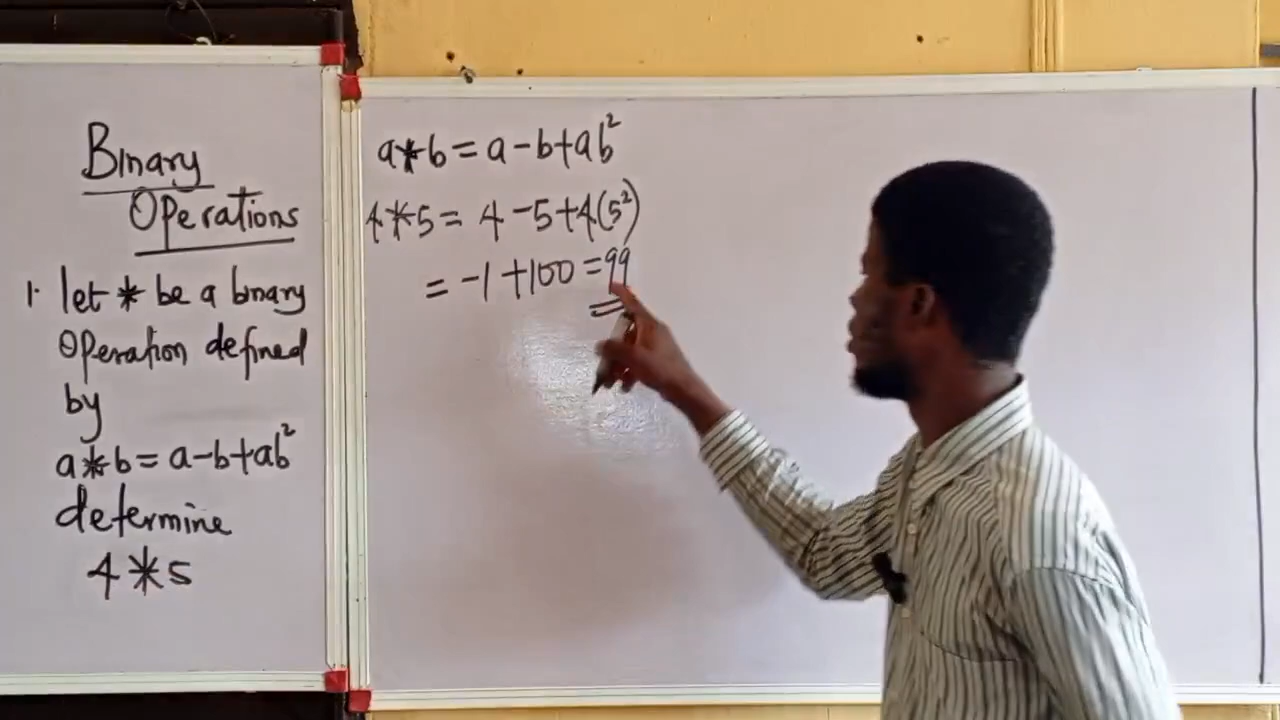 Binary
Operations
1. let * be a binary
Operation defined
by
a*b = a-b+ab²
determine
4*5
a*b = a-b+ab²
4*5 = 4-5+4(5²)
= -1+100 = 99